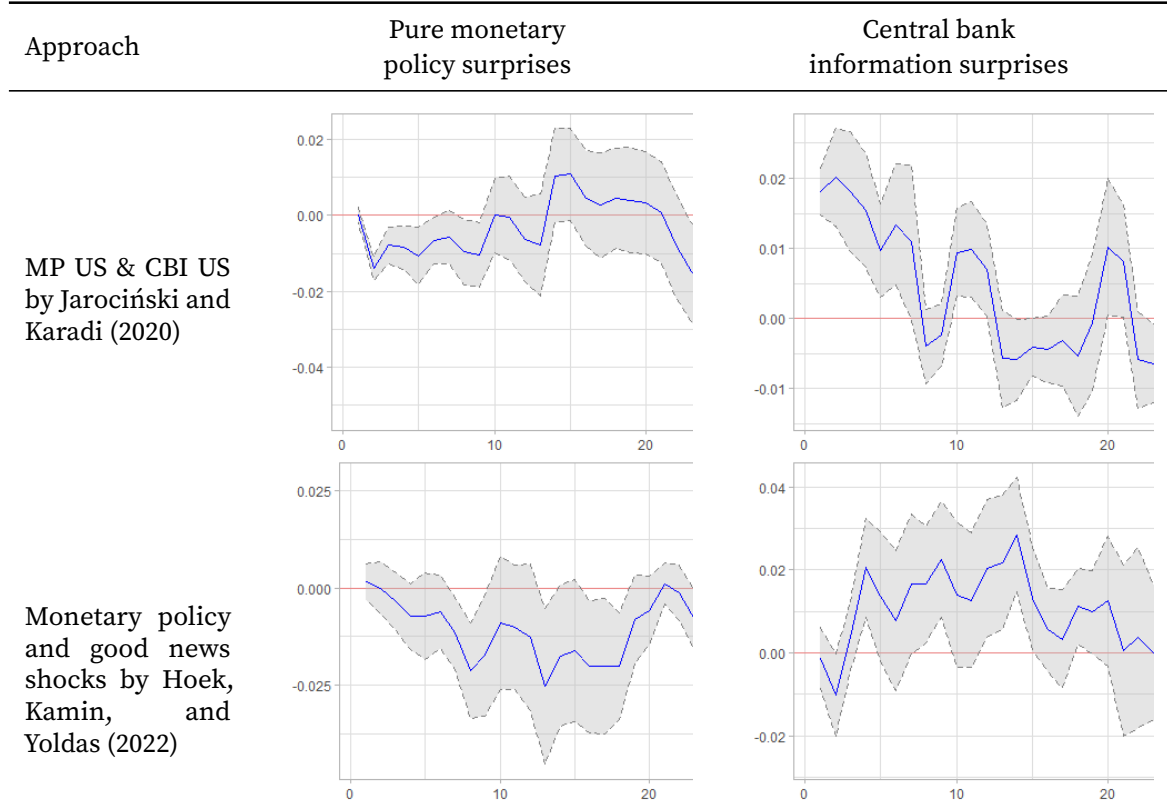 Approach
Pure monetary
policy surprises
Central bank
information surprises
MP US & CBI US
by Jarociński and
Karadi (2020)
0.02
0.00
-0.02
-0.04
0 10 20
0.02
0.01
0.00
-0.01
0 10 20
Monetary policy
and good news
shocks by Hoek,
Kamin, and
Yoldas (2022)
0.025
0.000
-0.025
0 10 20
0.04
0.02
0.00
-0.02
0 10 20